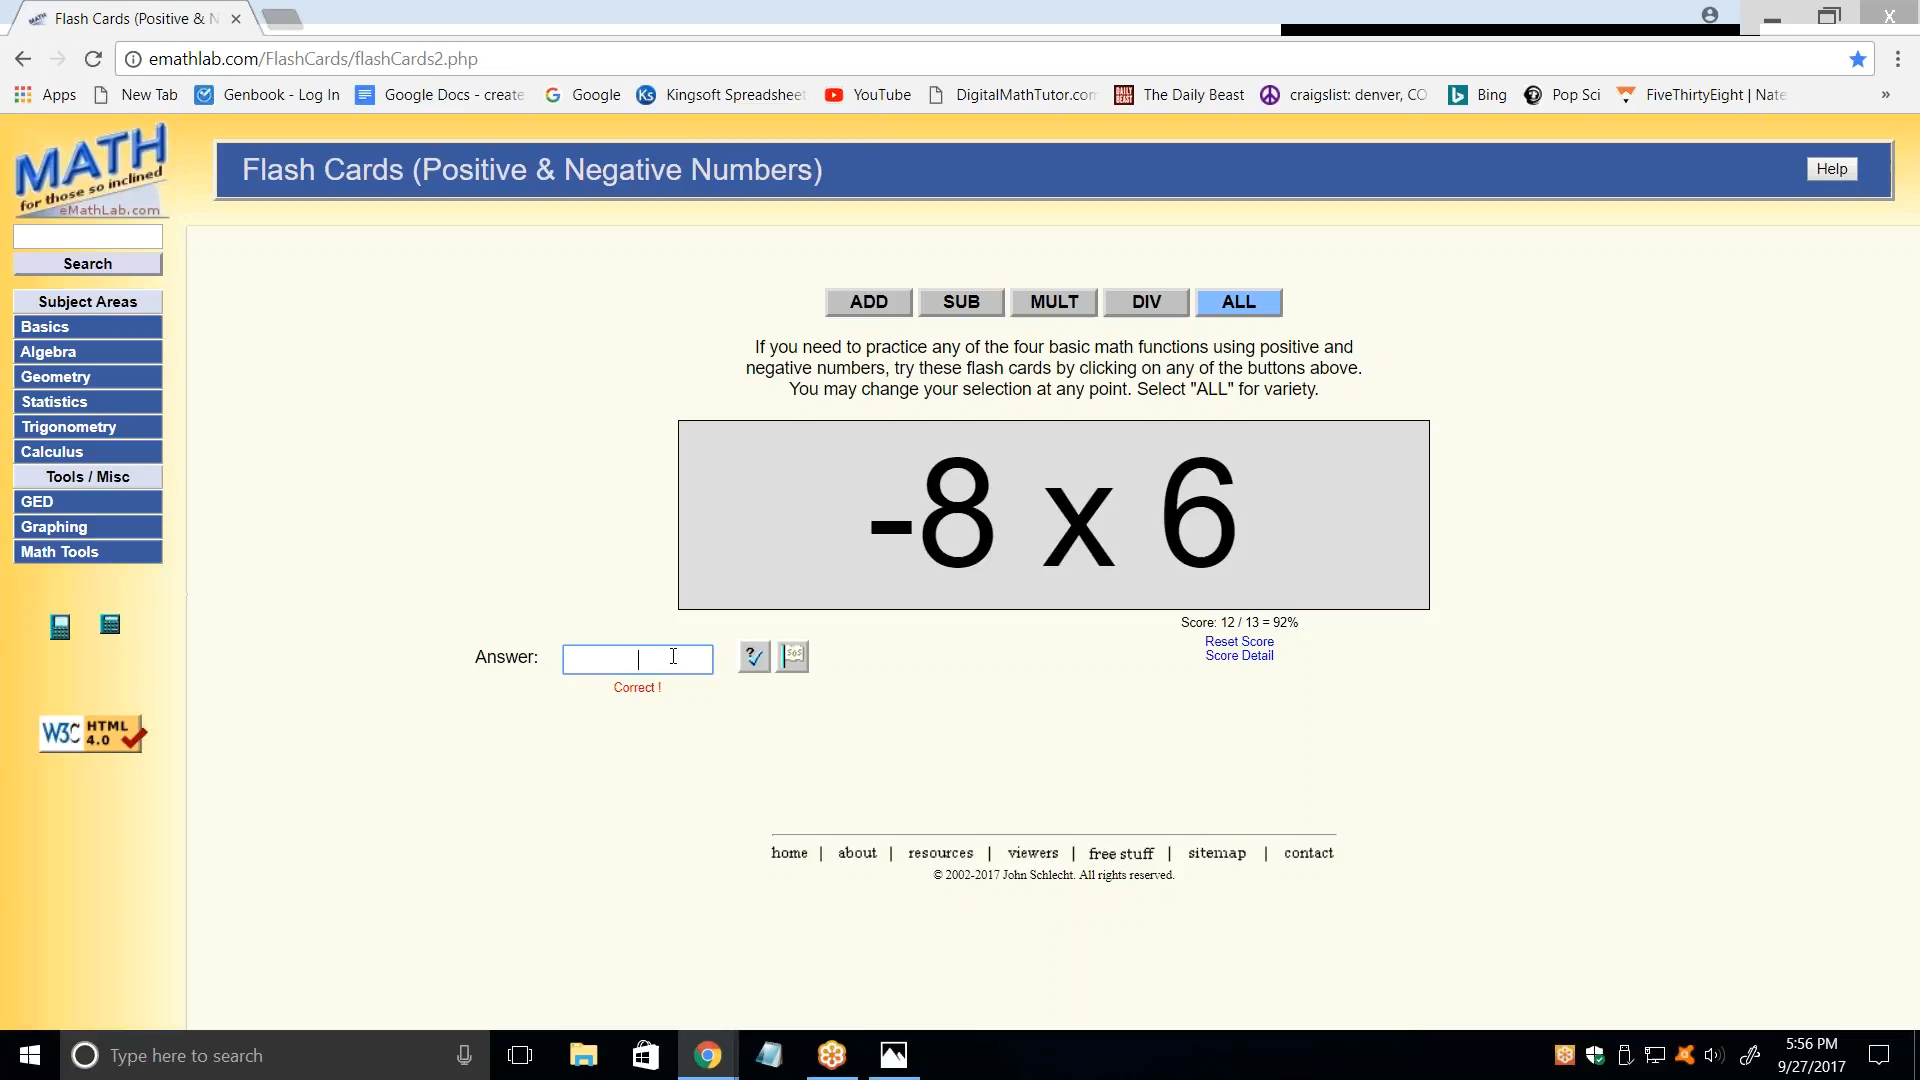 Flash Cards (Positive & N
emathlab.com/FlashCards/flashCards2.php
Apps New Tab Genbook - Log In Google Docs - create Google Kingsoft Spreadsheet YouTube DigitalMathTutor.com The Daily Beast craigslist: denver, CO Bing Pop Sci FiveThirtyEight | Nate »
MATH
for those so inclined
eMathLab.com
Flash Cards (Positive & Negative Numbers)
Help
Search
Subject Areas
Basics
Algebra
Geometry
Statistics
Trigonometry
Calculus
Tools / Misc
GED
Graphing
Math Tools
W3C HTML 4.0
ADD SUB MULT DIV ALL
If you need to practice any of the four basic math functions using positive and
negative numbers, try these flash cards by clicking on any of the buttons above.
You may change your selection at any point. Select "ALL" for variety.
-8 x 6
Score: 12 / 13 = 92%
Reset Score
Score Detail
Answer:
SOS
Correct !
home | about | resources | viewers | free stuff | sitemap | contact
© 2002-2017 John Schlecht. All rights reserved.
Type here to search
5:56 PM
9/27/2017